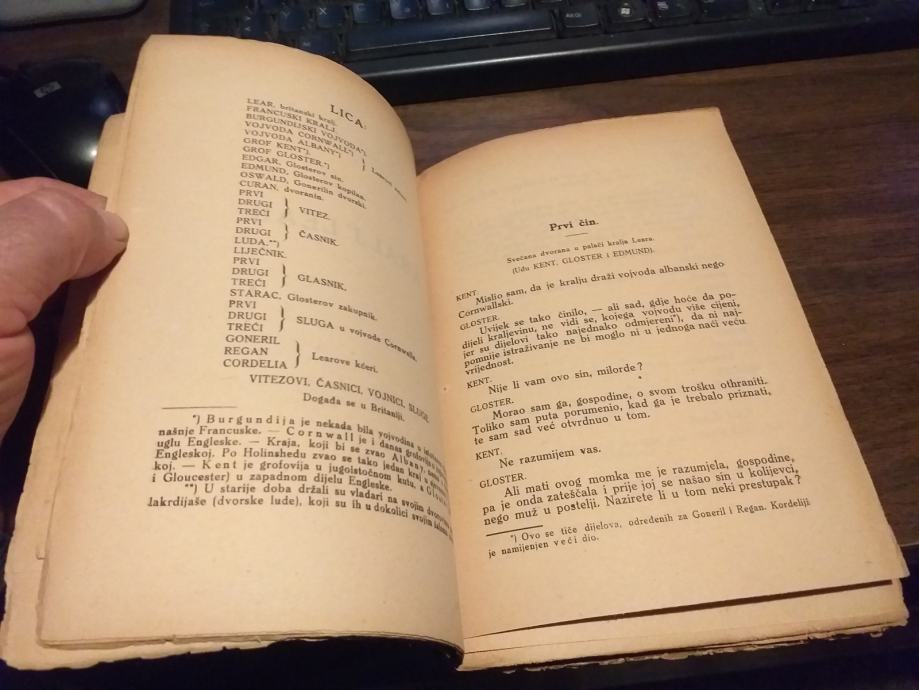 LICA:
LEAR, britanski kralj.
FRANCUSKI KRALJ.
BURGUNDIJSKI VOJVODA*).
VOJVODA CORNWALL*)
VOJVODA ALBANY*)
GROF KENT*).
GROF GLOSTER.*)
Learove
EDGAR, Glosterov sin.
EDMUND, Glosterov kopilan.
OSWALD, Gonerilin dvorski.
CURAN, dvoranin.
PRVI
DRUGI
TREĆI
VITEZ.
PRVI
DRUGI
ČASNIK.
LUDA.**)
LIJEČNIK.
PRVI
DRUGI
TREĆI
GLASNIK.
STARAC, Glosterov zakupnik.
PRVI
DRUGI
TREĆI
SLUGA u vojvode Cornwalla.
GONERIL
REGAN
CORDELIA
Learove kćeri.
VITEZOVI, ČASNICI, VOJNICI, SLUGE.
Događa se u Britaniji.
*) Burgundija je nekada bila vojvodina u
našnje Francuske. — Cornwall je i danas grofovija u
uglu Engleske. — Kraja, koji bi se zvao Albany, nema u
Engleskoj. Po Holinshedu zvao se tako jedan kraj u
koj. — Kent je grofovija u jugoistočnom kutu, a
i Gloucester) u zapadnom dijelu Engleske.
**) U starije doba držali su vladari na svojim dvorovima
lakrdijaše (dvorske lude), koji su ih u dokolici svojim šalama
Prvi čin.
Svečana dvorana u palači kralja Leara.
(Uđu KENT, GLOSTER i EDMUND).
KENT.
Mislio sam, da je kralju draži vojvoda albanski nego
Cornwallski.
GLOSTER.
Uvijek se tako činilo, — ali sad, gdje hoće da po-
dijeli kraljevinu, ne vidi se, kojega vojvodu više cijeni,
jer su dijelovi tako najednako odmjereni*), da ni naj-
pomnije istraživanje ne bi moglo ni u jednoga naći veću
vrijednost.
KENT.
Nije li vam ovo sin, milorde?
GLOSTER.
Morao sam ga, gospodine, o svom trošku othraniti.
Toliko sam puta porumenio, kad ga je trebalo priznati,
te sam sad već otvrdnuo u tom.
KENT.
Ne razumijem vas.
GLOSTER.
Ali mati ovog momka me je razumjela, gospodine,
pa je onda zateščala i prije joj se našao sin u kolijevci,
nego muž u postelji. Nazirete li u tom neki prestupak?
*) Ovo se tiče dijelova, određenih za Goneril i Regan. Kordeliji
je namijenjen veći dio.